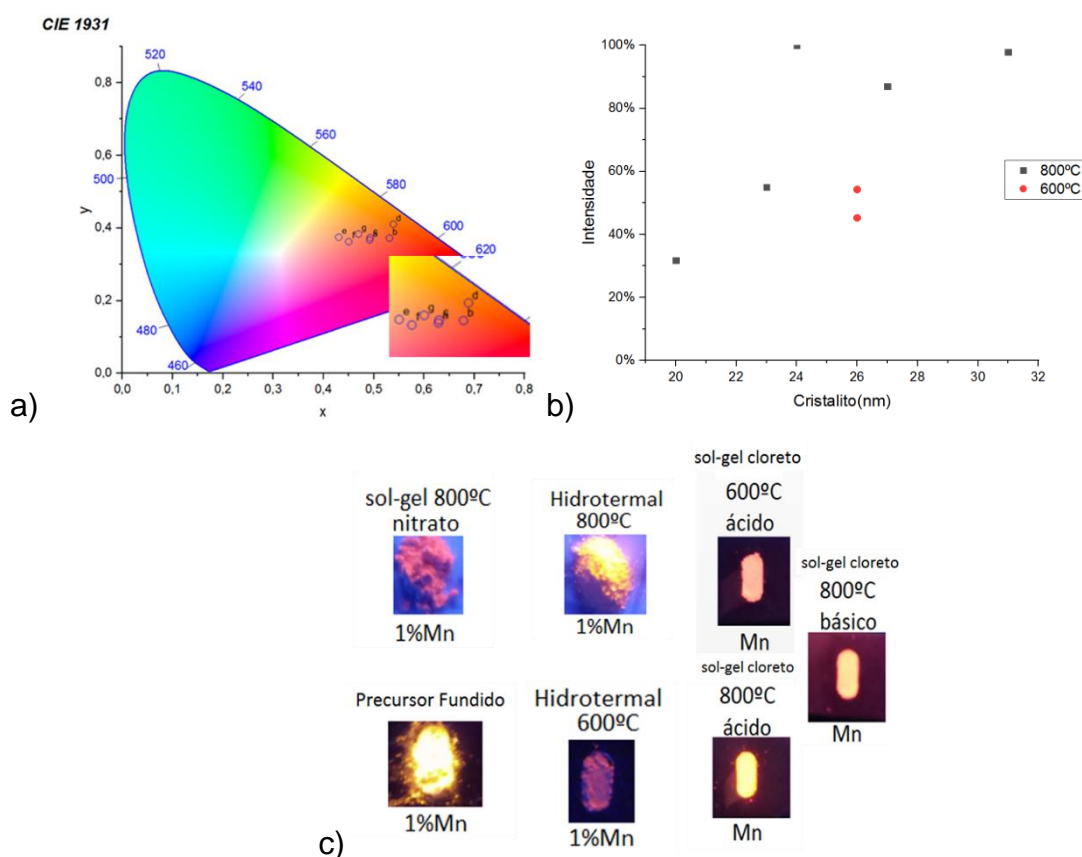 CIE 1931
0,8
0,6
y
0,4
0,2
0,0
0,0 0,1 0,2 0,3 0,4 0,5 0,6 0,7 0,8
x
520
540
560
580
600
620
500
480
460
e
g
d
b
e
g
d
b
a)
100%
80%
60%
40%
20%
0%
Intensidade
20 22 24 26 28 30 32
Cristalito(nm)
800ºC
600ºC
b)
sol-gel 800ºC
nitrato
1%Mn
Hidrotermal
800ºC
1%Mn
sol-gel cloreto
600ºC
ácido
Mn
sol-gel cloreto
800ºC
básico
Mn
Precursor Fundido
1%Mn
Hidrotermal
600ºC
1%Mn
sol-gel cloreto
800ºC
ácido
Mn
c)